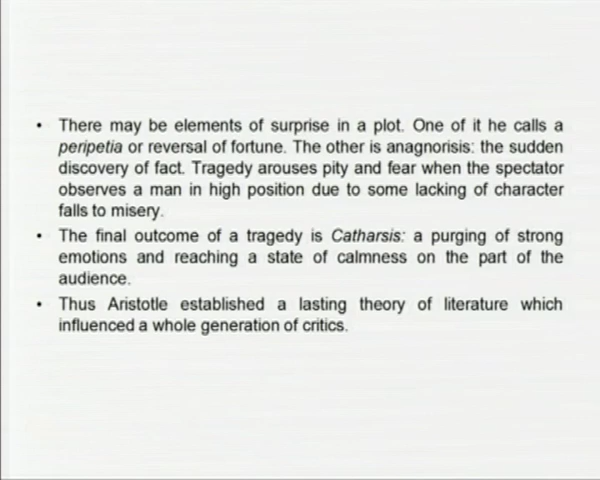 • There may be elements of surprise in a plot. One of it he calls a
peripetia or reversal of fortune. The other is anagnorisis: the sudden
discovery of fact. Tragedy arouses pity and fear when the spectator
observes a man in high position due to some lacking of character
falls to misery.
• The final outcome of a tragedy is Catharsis: a purging of strong
emotions and reaching a state of calmness on the part of the
audience.
• Thus Aristotle established a lasting theory of literature which
influenced a whole generation of critics.